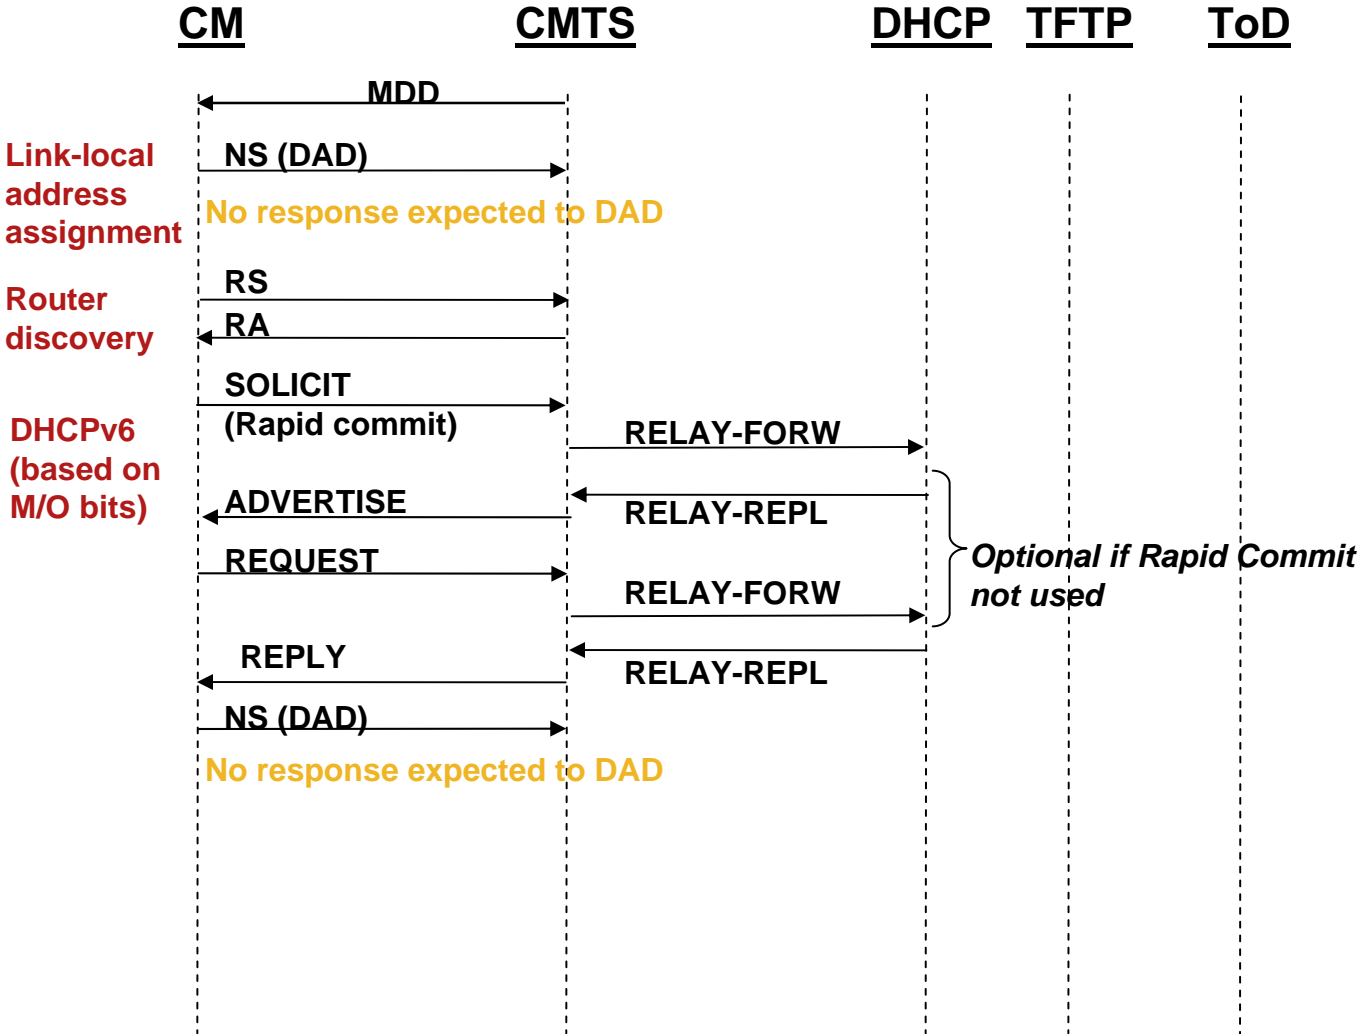 CM CMTS DHCP TFTP ToD
MDD
Link-local
address
assignment
NS (DAD)
No response expected to DAD
Router
discovery
RS
RA
SOLICIT
(Rapid commit)
DHCPv6
(based on
M/O bits)
RELAY-FORW
ADVERTISE
RELAY-REPL
REQUEST
Optional if Rapid Commit
not used
RELAY-FORW
REPLY
RELAY-REPL
NS (DAD)
No response expected to DAD